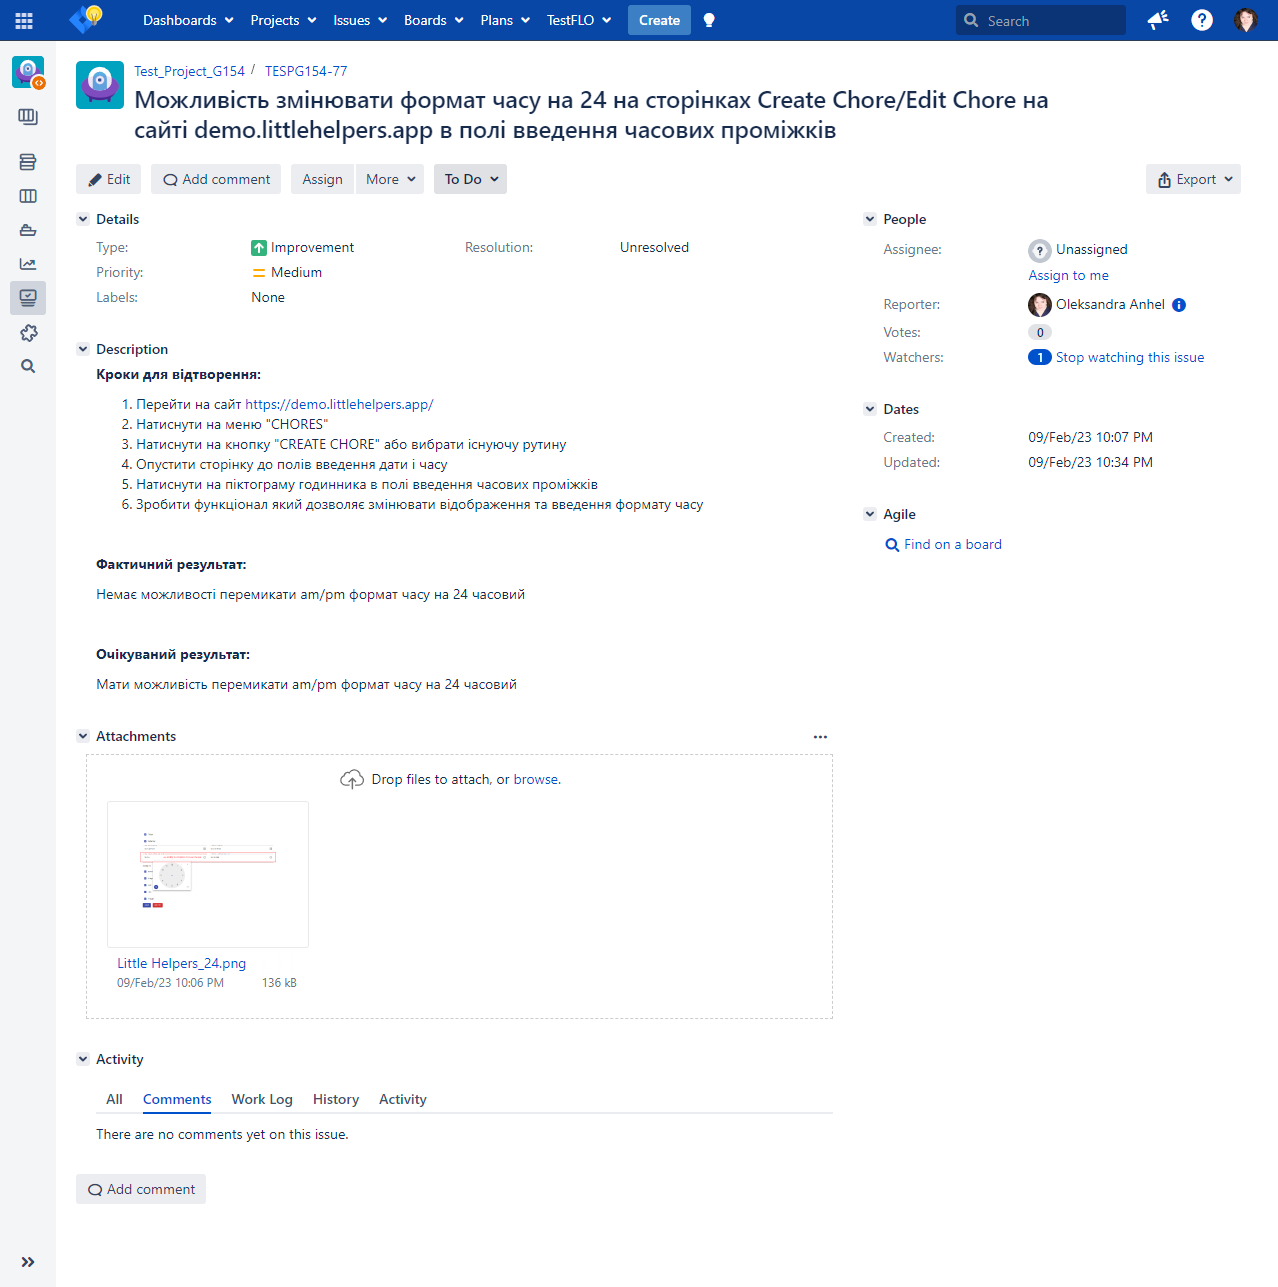 Dashboards Projects Issues Boards Plans TestFLO Create Search
Test_Project_G154 / TESPG154-77
Можливість змінювати формат часу на 24 на сторінках Create Chore/Edit Chore на
сайті demo.littlehelpers.app в полі введення часових проміжків
Edit Add comment Assign More To Do Export
Details
Type: Improvement Resolution: Unresolved
Priority: Medium
Labels: None
People
Assignee: Unassigned
Assign to me
Reporter: Oleksandra Anhel
Votes: 0
Watchers: 1 Stop watching this issue
Dates
Created: 09/Feb/23 10:07 PM
Updated: 09/Feb/23 10:34 PM
Agile
Find on a board
Description
Кроки для відтворення:
1. Перейти на сайт https://demo.littlehelpers.app/
2. Натиснути на меню "CHORES"
3. Натиснути на кнопку "CREATE CHORE" або вибрати існуючу рутину
4. Опустити сторінку до полів введення дати і часу
5. Натиснути на піктограму годинника в полі введення часових проміжків
6. Зробити функціонал який дозволяє змінювати відображення та введення формату часу
Фактичний результат:
Немає можливості перемикати am/pm формат часу на 24 часовий
Очікуваний результат:
Мати можливість перемикати am/pm формат часу на 24 часовий
Attachments
Drop files to attach, or browse.
Little Helpers_24.png
09/Feb/23 10:06 PM 136 kB
Activity
All Comments Work Log History Activity
There are no comments yet on this issue.
Add comment